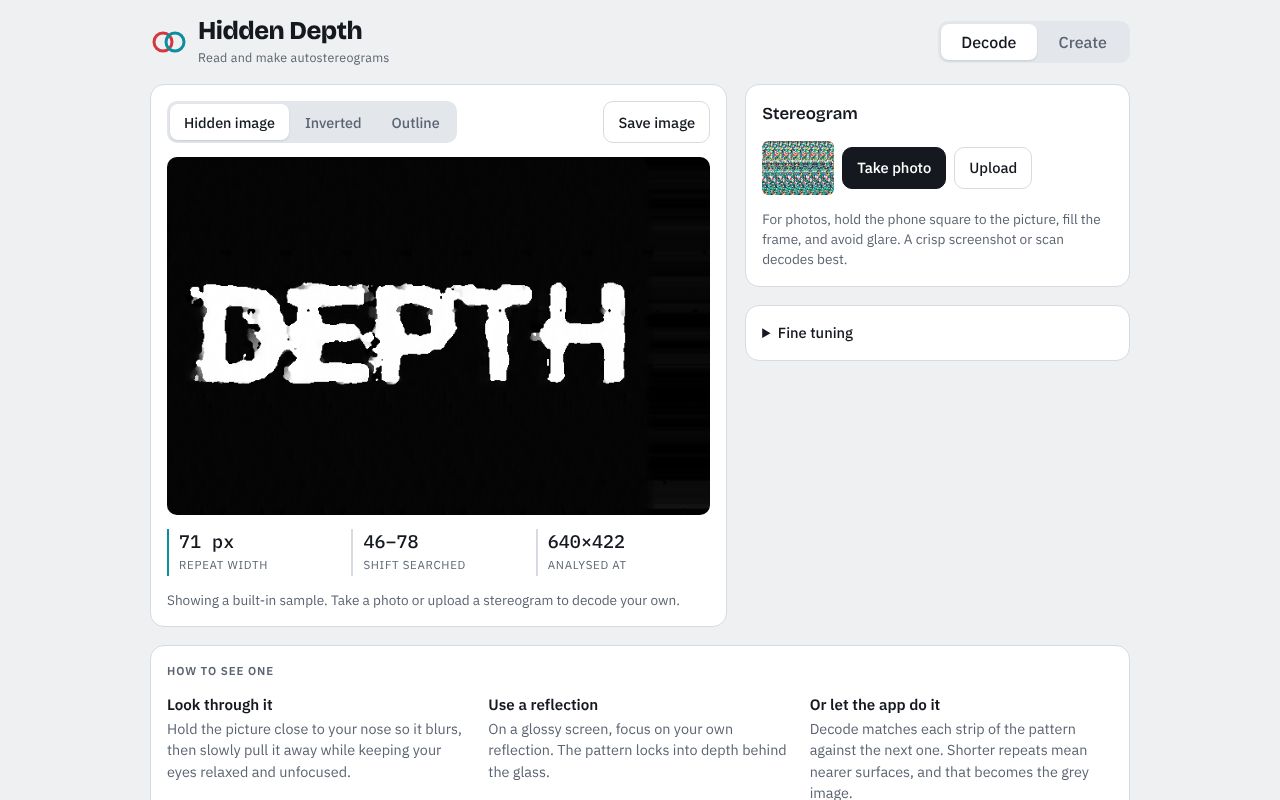 Hidden Depth
Read and make autostereograms
Decode Create
Hidden image Inverted Outline Save image
DEPTH
71 px 46–78 640×422
REPEAT WIDTH SHIFT SEARCHED ANALYSED AT
Showing a built-in sample. Take a photo or upload a stereogram to decode your own.
Stereogram
Take photo Upload
For photos, hold the phone square to the picture, fill the
frame, and avoid glare. A crisp screenshot or scan
decodes best.
Fine tuning
HOW TO SEE ONE
Look through it
Hold the picture close to your nose so it blurs,
then slowly pull it away while keeping your
eyes relaxed and unfocused.
Use a reflection
On a glossy screen, focus on your own
reflection. The pattern locks into depth behind
the glass.
Or let the app do it
Decode matches each strip of the pattern
against the next one. Shorter repeats mean
nearer surfaces, and that becomes the grey
image.